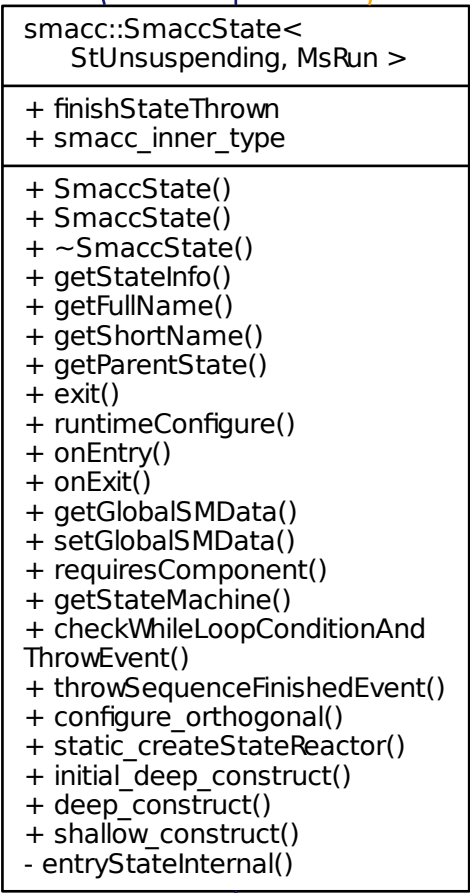 smacc::SmaccState<
StUnsuspending, MsRun >
+ finishStateThrown
+ smacc_inner_type
+ SmaccState()
+ SmaccState()
+ ~SmaccState()
+ getStateInfo()
+ getFullName()
+ getShortName()
+ getParentState()
+ exit()
+ runtimeConfigure()
+ onEntry()
+ onExit()
+ getGlobalSMData()
+ setGlobalSMData()
+ requiresComponent()
+ getStateMachine()
+ checkWhileLoopConditionAnd
ThrowEvent()
+ throwSequenceFinishedEvent()
+ configure_orthogonal()
+ static_createStateReactor()
+ initial_deep_construct()
+ deep_construct()
+ shallow_construct()
- entryStateInternal()